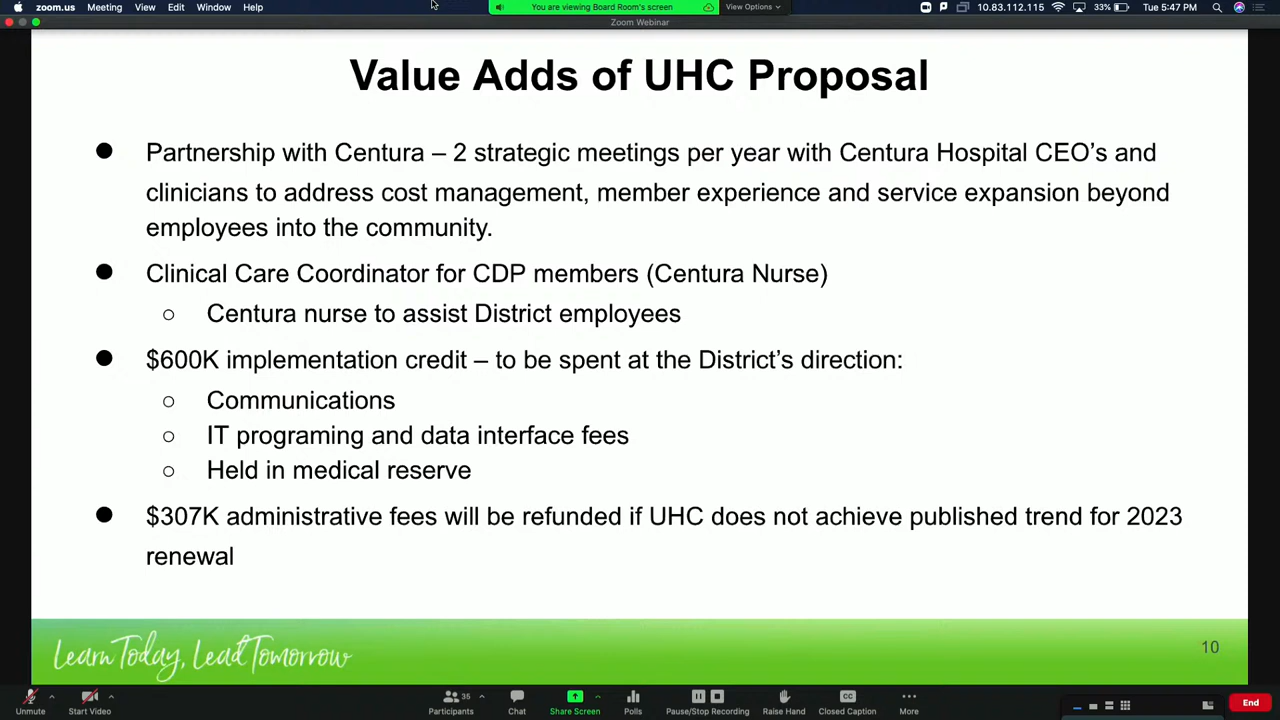 zoom.us Meeting View Edit Window Help
You are viewing Board Room's screen View Options
10.83.112.115 33% Tue 5:47 PM
Zoom Webinar
Value Adds of UHC Proposal
● Partnership with Centura – 2 strategic meetings per year with Centura Hospital CEO’s and
clinicians to address cost management, member experience and service expansion beyond
employees into the community.
● Clinical Care Coordinator for CDP members (Centura Nurse)
○ Centura nurse to assist District employees
● $600K implementation credit – to be spent at the District’s direction:
○ Communications
○ IT programing and data interface fees
○ Held in medical reserve
● $307K administrative fees will be refunded if UHC does not achieve published trend for 2023
renewal
Learn Today, Lead Tomorrow
10
35
CC
Unmute Start Video Participants Chat Share Screen Polls Pause/Stop Recording Raise Hand Closed Caption More End